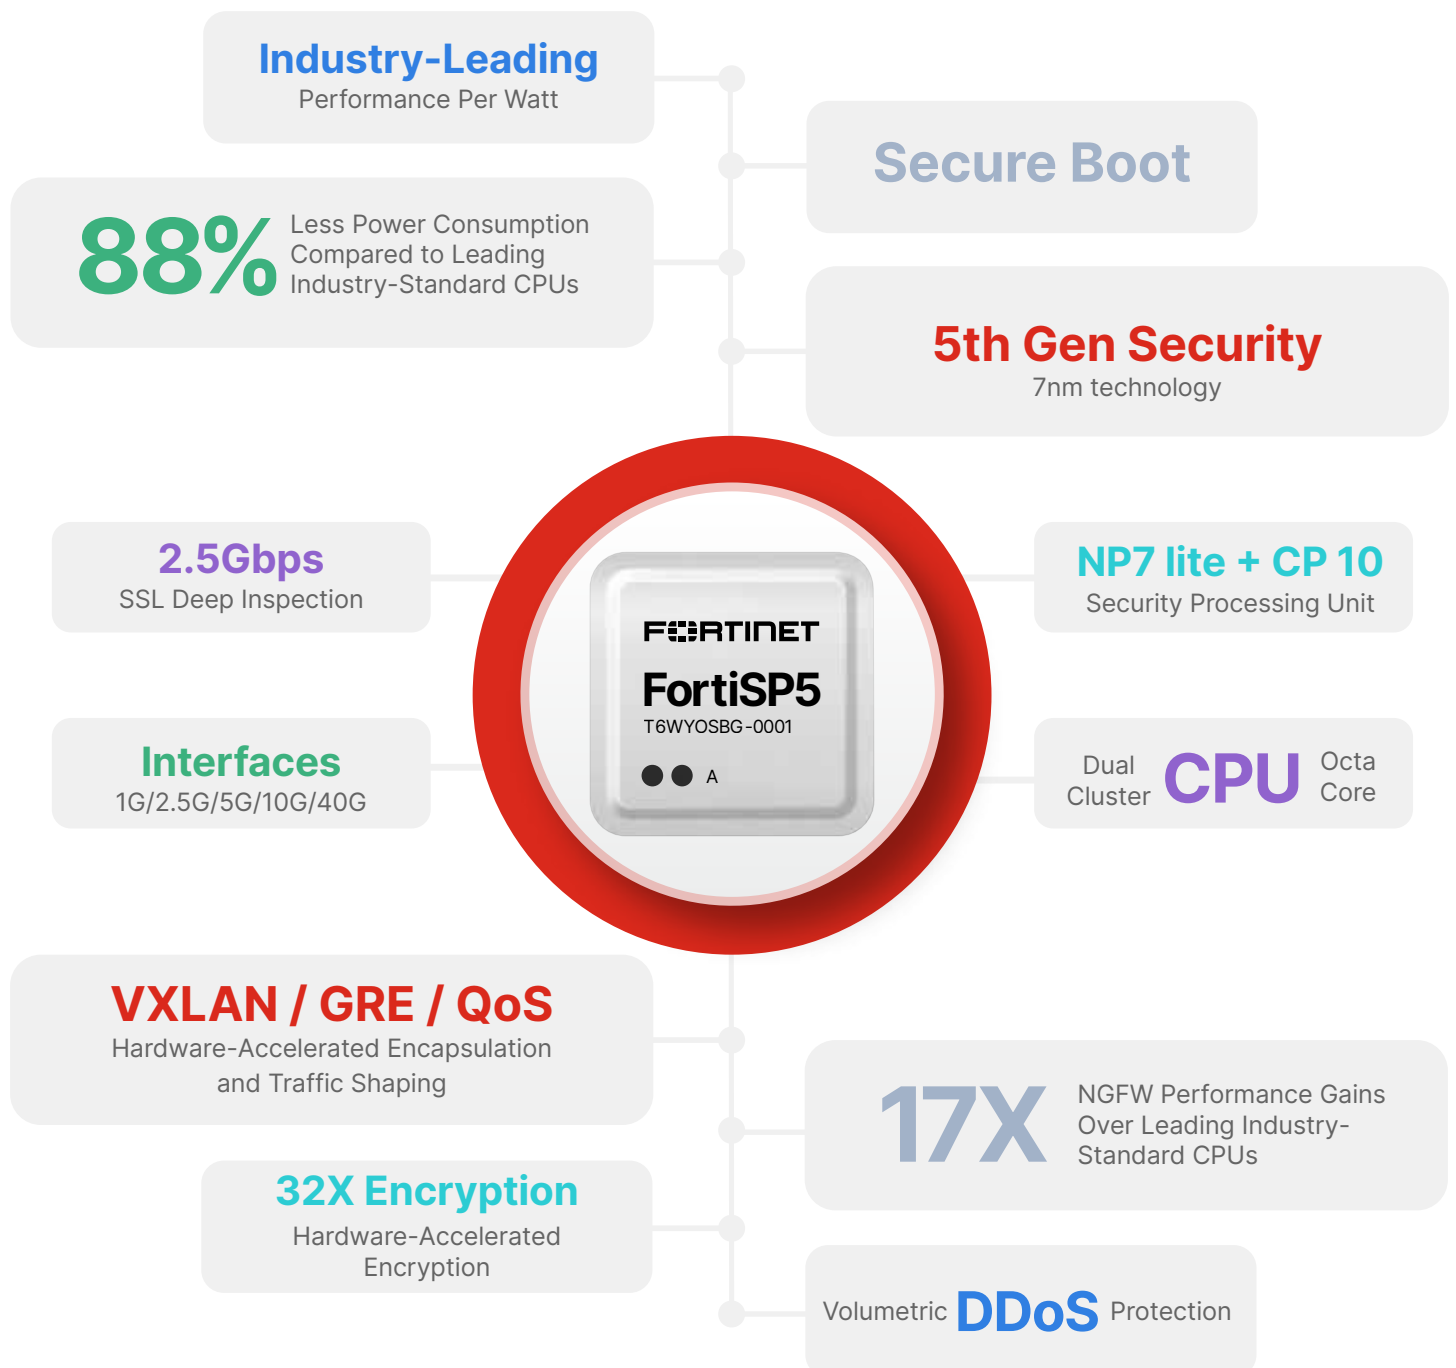 Industry-Leading
Performance Per Watt
Secure Boot
88%
Less Power Consumption
Compared to Leading
Industry-Standard CPUs
5th Gen Security
7nm technology
2.5Gbps
SSL Deep Inspection
NP7 lite + CP 10
Security Processing Unit
FORTINET
FortiSP5
T6WYOSBG-0001
A
Interfaces
1G/2.5G/5G/10G/40G
Dual
Cluster
CPU
Octa
Core
VXLAN / GRE / QoS
Hardware-Accelerated Encapsulation
and Traffic Shaping
17X
NGFW Performance Gains
Over Leading Industry-
Standard CPUs
32X Encryption
Hardware-Accelerated
Encryption
Volumetric DDoS Protection